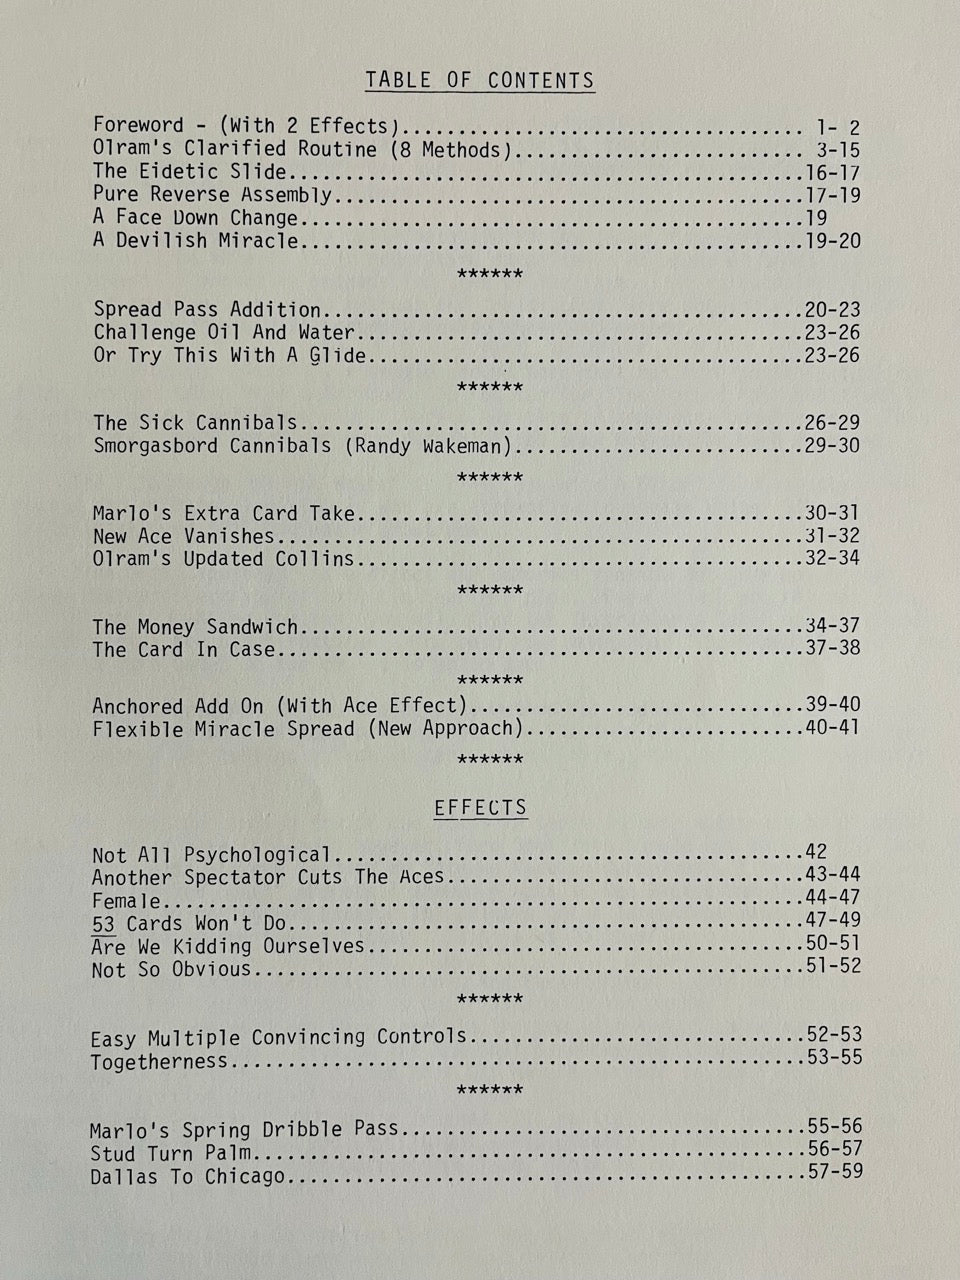 TABLE OF CONTENTS
Foreword - (With 2 Effects)................................... 1- 2
Olram's Clarified Routine (8 Methods)......................... 3-15
The Eidetic Slide.............................................16-17
Pure Reverse Assembly.........................................17-19
A Face Down Change............................................19
A Devilish Miracle............................................19-20
******
Spread Pass Addition..........................................20-23
Challenge Oil And Water.......................................23-26
Or Try This With A Glide......................................23-26
******
The Sick Cannibals............................................26-29
Smorgasbord Cannibals (Randy Wakeman).........................29-30
******
Marlo's Extra Card Take.......................................30-31
New Ace Vanishes..............................................31-32
Olram's Updated Collins.......................................32-34
******
The Money Sandwich............................................34-37
The Card In Case..............................................37-38
******
Anchored Add On (With Ace Effect).............................39-40
Flexible Miracle Spread (New Approach)........................40-41
******
EFFECTS
Not All Psychological.........................................42
Another Spectator Cuts The Aces...............................43-44
Female........................................................44-47
53 Cards Won't Do.............................................47-49
Are We Kidding Ourselves......................................50-51
Not So Obvious................................................51-52
******
Easy Multiple Convincing Controls.............................52-53
Togetherness..................................................53-55
******
Marlo's Spring Dribble Pass...................................55-56
Stud Turn Palm................................................56-57
Dallas To Chicago.............................................57-59